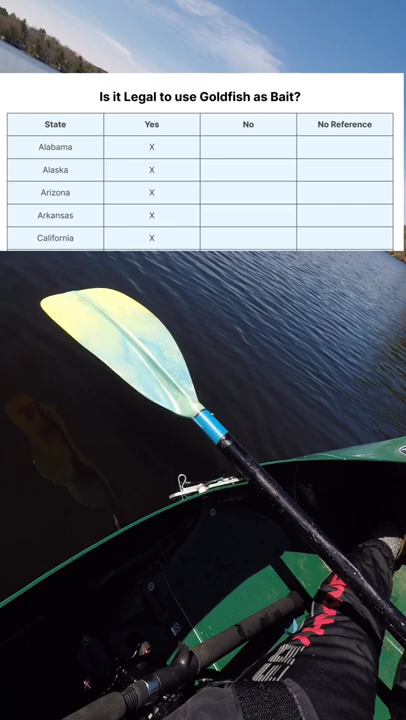 Is it Legal to use Goldfish as Bait?
State Yes No No Reference
Alabama X
Alaska X
Arizona X
Arkansas X
California X